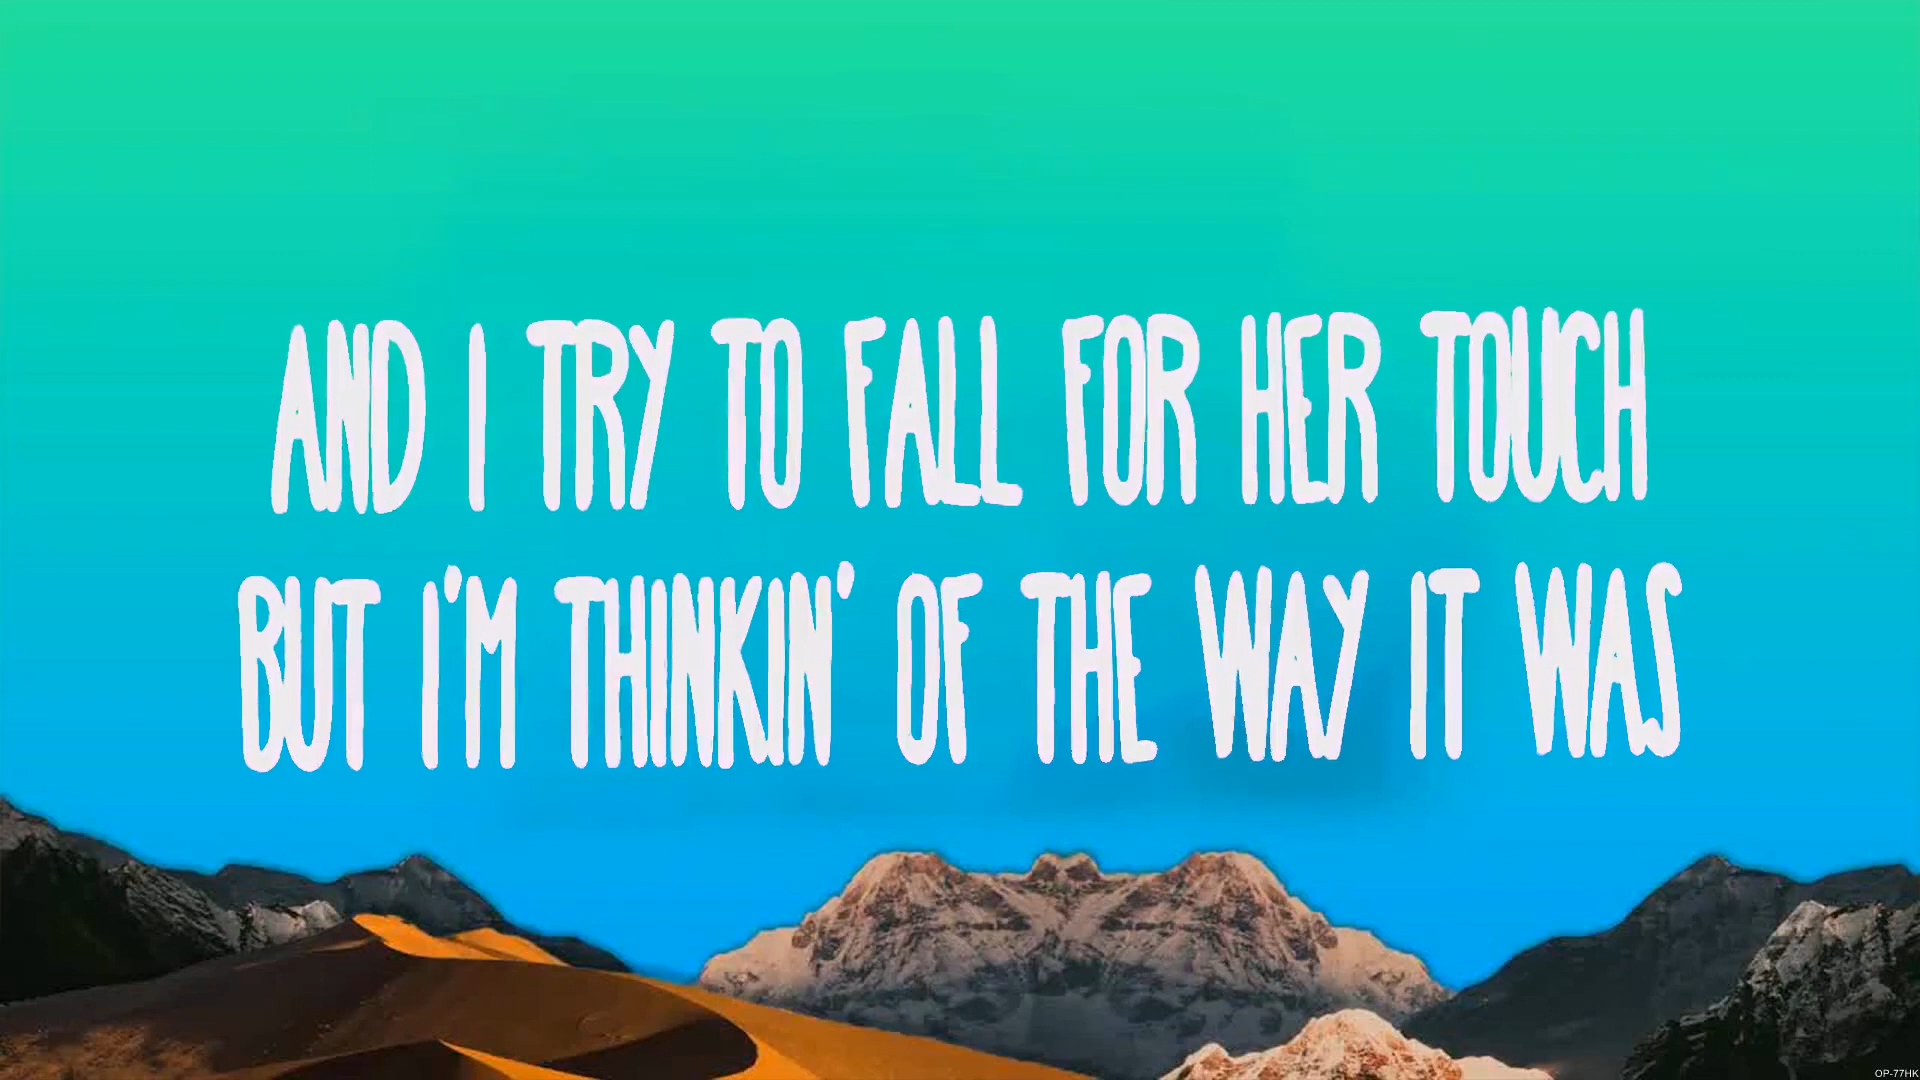 AND I TRY TO FALL FOR HER TOUCH
BUT I'M THINKIN' OF THE WAY IT WAS
OP-77HK